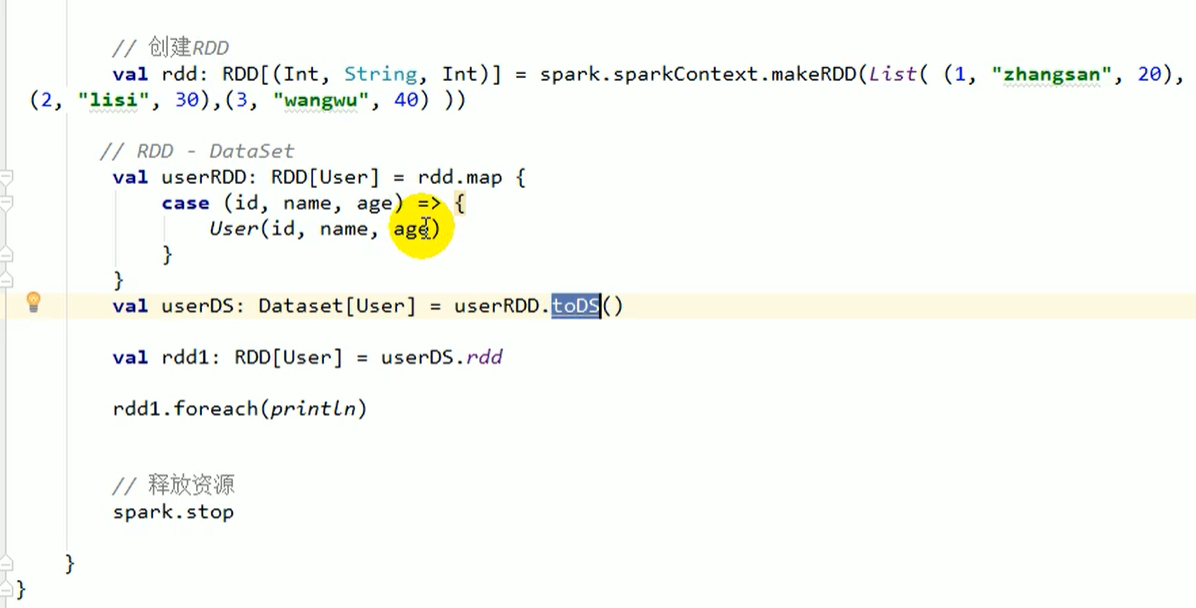 // 创建RDD
val rdd: RDD[(Int, String, Int)] = spark.sparkContext.makeRDD(List( (1, "zhangsan", 20),
(2, "lisi", 30),(3, "wangwu", 40) ))
// RDD - DataSet
val userRDD: RDD[User] = rdd.map {
case (id, name, age) => {
User(id, name, age)
}
}
val userDS: Dataset[User] = userRDD.toDS()
val rdd1: RDD[User] = userDS.rdd
rdd1.foreach(println)
// 释放资源
spark.stop
}
}